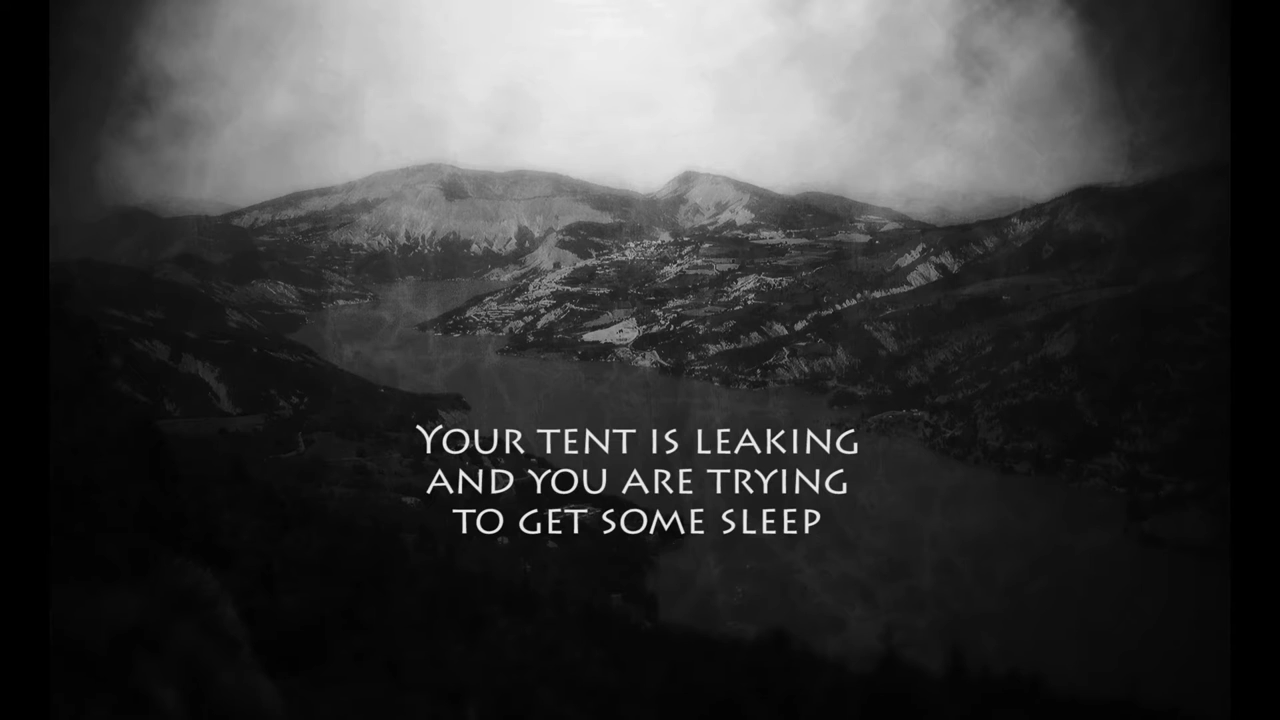 YOUR TENT IS LEAKING
AND YOU ARE TRYING
TO GET SOME SLEEP